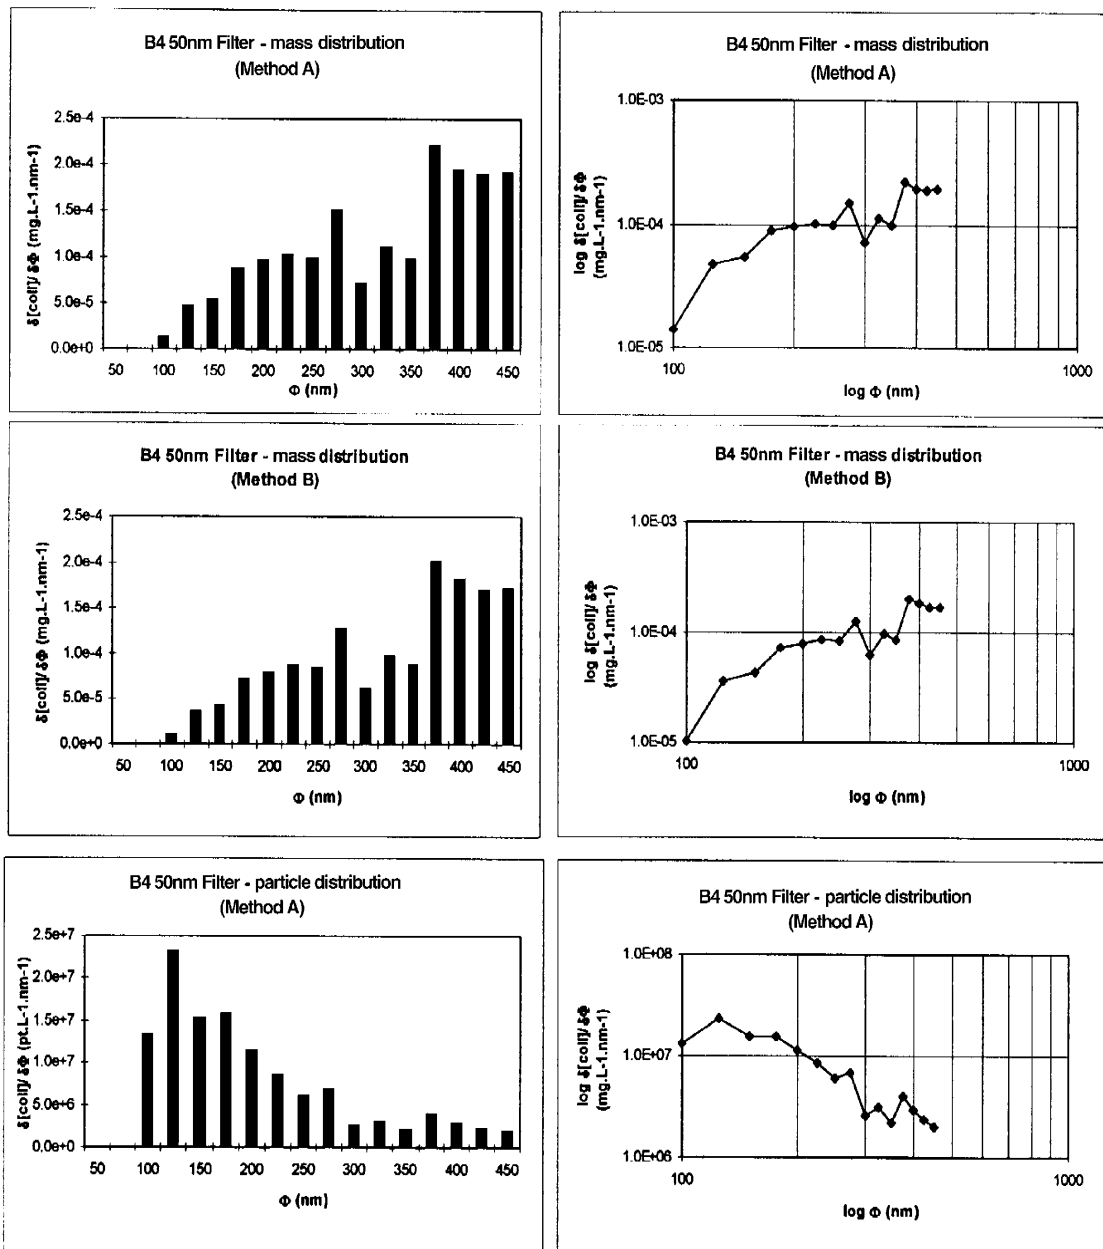 B4 50nm Filter - mass distribution
(Method A)
δ[coll]/ δΦ (mg.L-1.nm-1)
2.5e-4
2.0e-4
1.5e-4
1.0e-4
5.0e-5
0.0e+0
50 100 150 200 250 300 350 400 450
Φ (nm)
B4 50nm Filter - mass distribution
(Method A)
log δ[coll]/ δΦ
(mg.L-1.nm-1)
1.0E-03
1.0E-04
1.0E-05
100 1000
log Φ (nm)
B4 50nm Filter - mass distribution
(Method B)
δ[coll]/ δΦ (mg.L-1.nm-1)
2.5e-4
2.0e-4
1.5e-4
1.0e-4
5.0e-5
0.0e+0
50 100 150 200 250 300 350 400 450
Φ (nm)
B4 50nm Filter - mass distribution
(Method B)
log δ[coll]/ δΦ
(mg.L-1.nm-1)
1.0E-03
1.0E-04
1.0E-05
100 1000
log Φ (nm)
B4 50nm Filter - particle distribution
(Method A)
δ[coll]/ δΦ (pt.L-1.nm-1)
2.5e+7
2.0e+7
1.5e+7
1.0e+7
5.0e+6
0.0e+0
50 100 150 200 250 300 350 400 450
Φ (nm)
B4 50nm Filter - particle distribution
(Method A)
log δ[coll]/ δΦ
(mg.L-1.nm-1)
1.0E+08
1.0E+07
1.0E+06
100 1000
log Φ (nm)